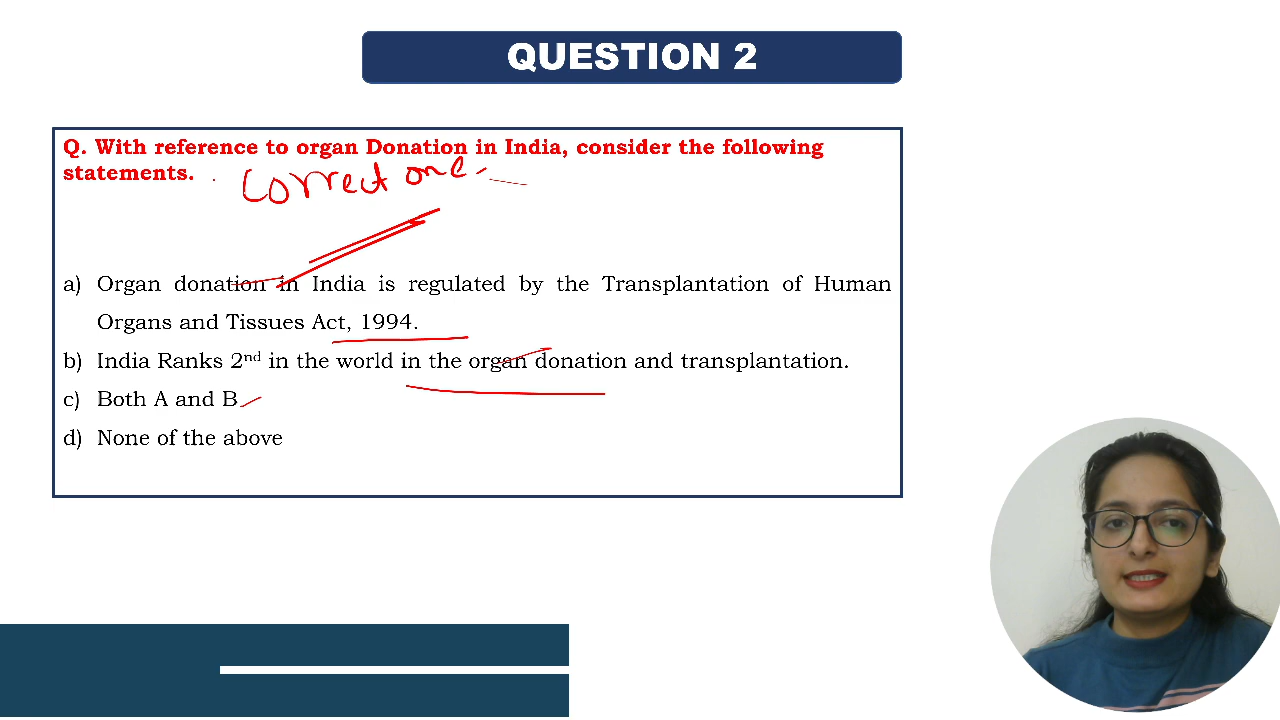 QUESTION 2
Q. With reference to organ Donation in India, consider the following
statements.
Correct one
a) Organ donation in India is regulated by the Transplantation of Human
Organs and Tissues Act, 1994.
b) India Ranks 2nd in the world in the organ donation and transplantation.
c) Both A and B
d) None of the above